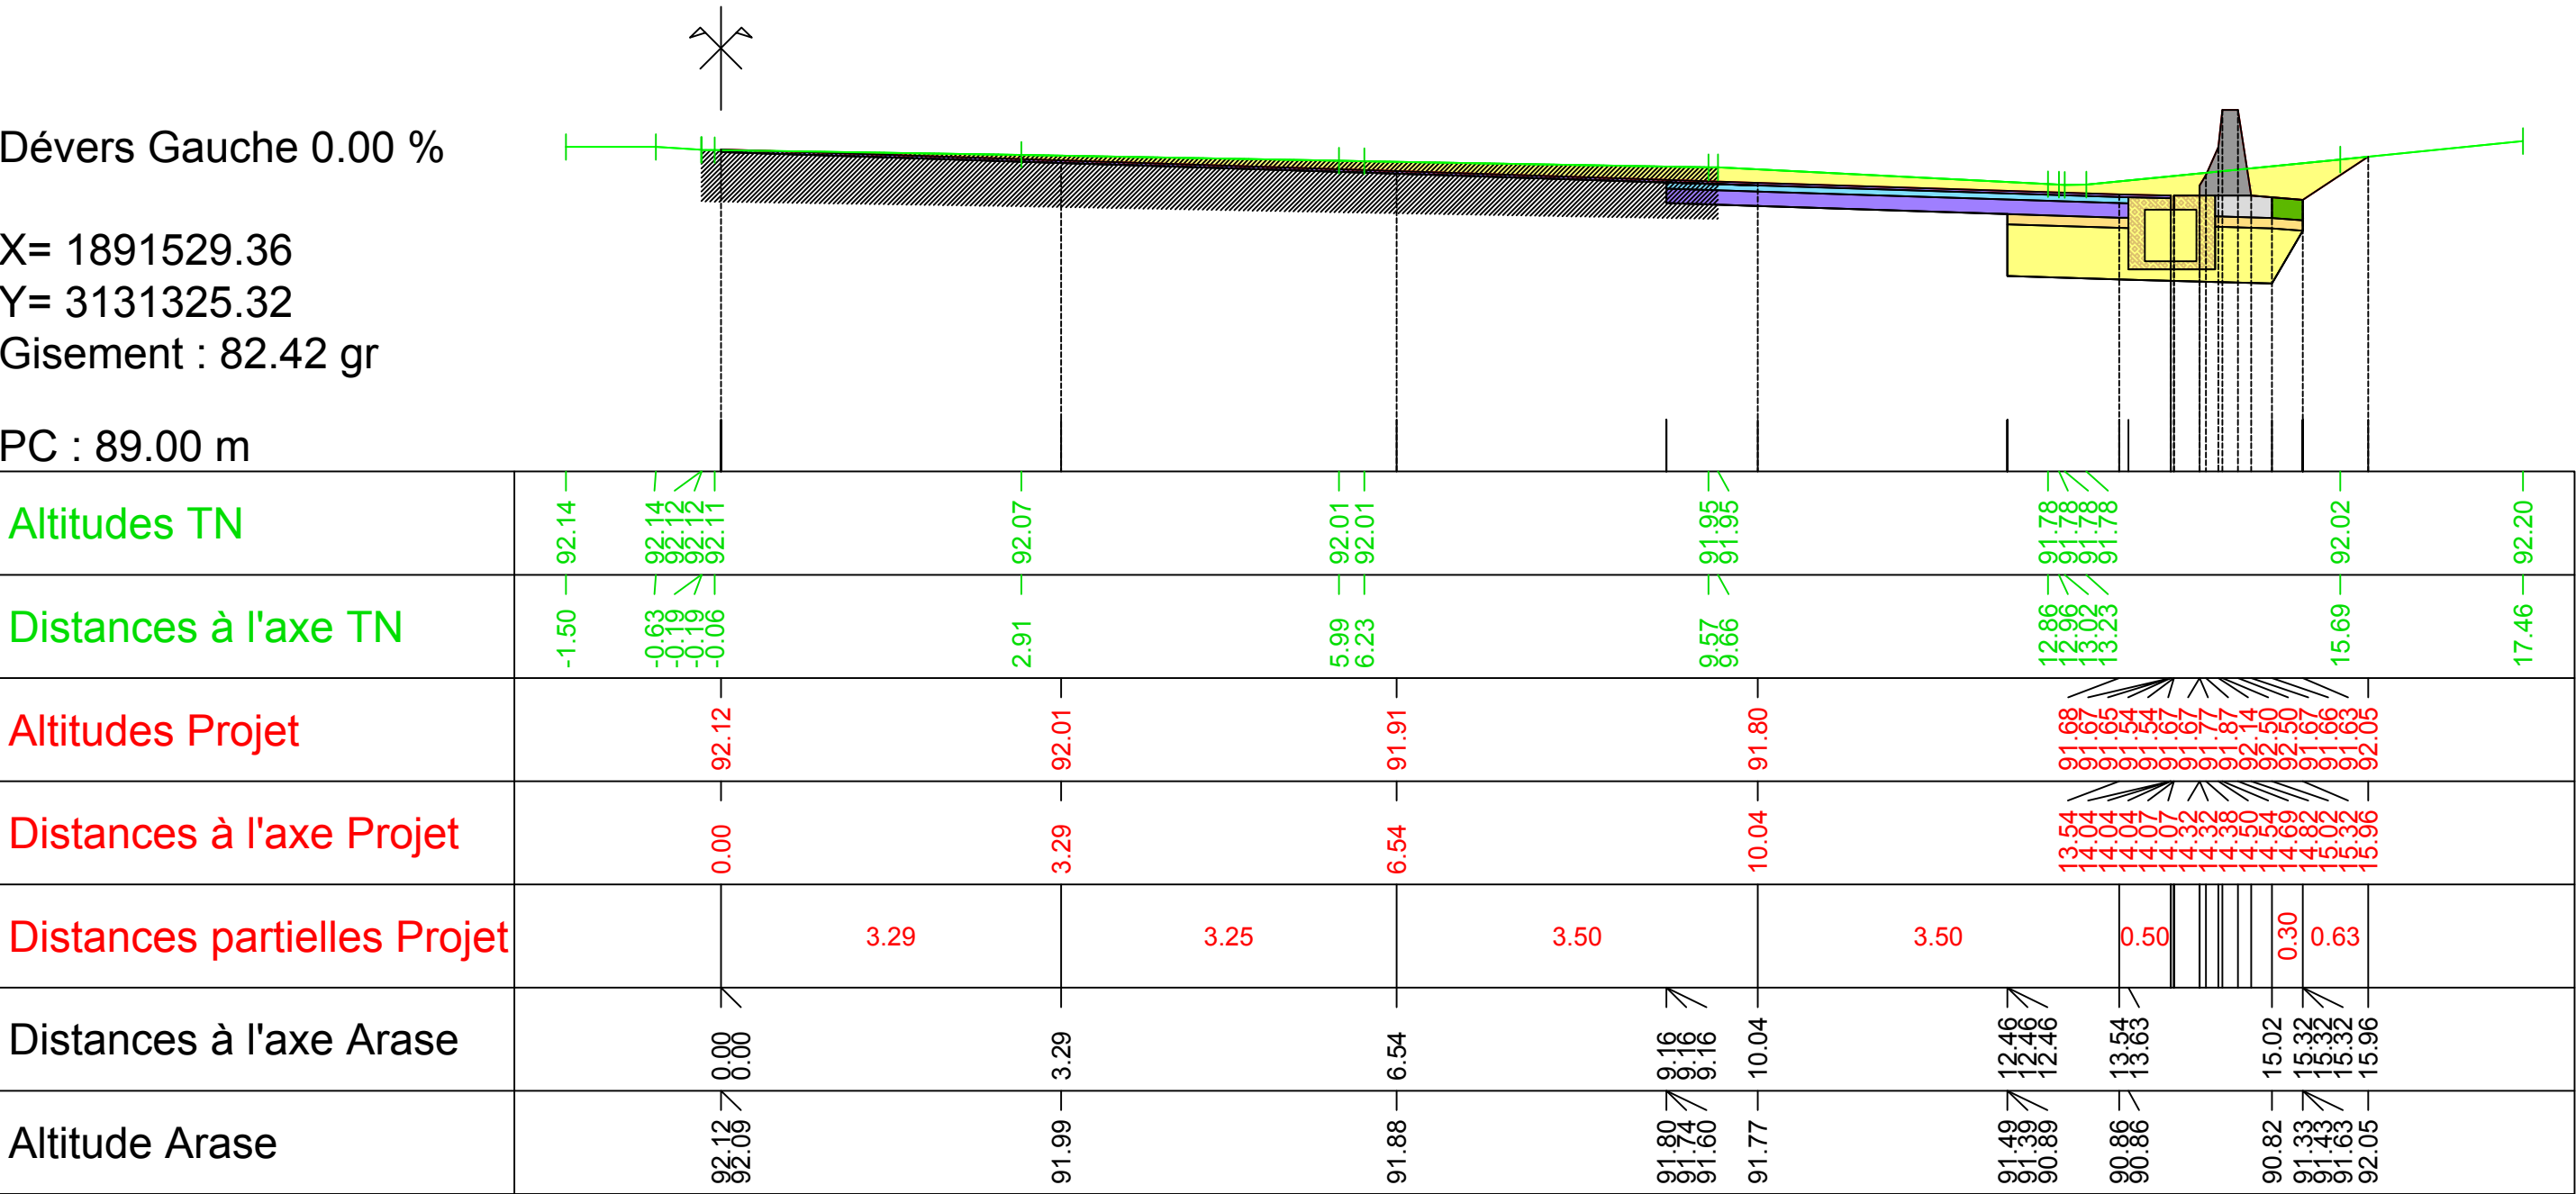 Dévers Gauche 0.00 %
X= 1891529.36
Y= 3131325.32
Gisement : 82.42 gr
PC : 89.00 m
Altitudes TN 92.14 92.14 92.12 92.12 92.11 92.07 92.01 92.01 91.95 91.95 91.78 91.78 91.78 91.78 92.02 92.20
Distances à l'axe TN -1.50 -0.63 -0.19 -0.19 -0.06 2.91 5.99 6.23 9.57 9.66 12.86 12.96 13.02 13.23 15.69 17.46
Altitudes Projet 92.12 92.01 91.91 91.80 91.68 91.67 91.65 91.54 91.54 91.67 91.67 91.77 91.87 92.14 92.50 92.50 91.67 91.66 91.63 92.05
Distances à l'axe Projet 0.00 3.29 6.54 10.04 13.54 14.04 14.04 14.04 14.07 14.07 14.32 14.32 14.38 14.50 14.54 14.69 14.82 15.02 15.32 15.96
Distances partielles Projet 3.29 3.25 3.50 3.50 0.50 0.30 0.63
Distances à l'axe Arase 0.00 0.00 3.29 6.54 9.16 9.16 9.16 10.04 12.46 12.46 12.46 13.54 13.63 15.02 15.32 15.32 15.32 15.96
Altitude Arase 92.12 92.09 91.99 91.88 91.80 91.74 91.60 91.77 91.49 91.39 90.89 90.86 90.86 90.82 91.33 91.43 91.63 92.05